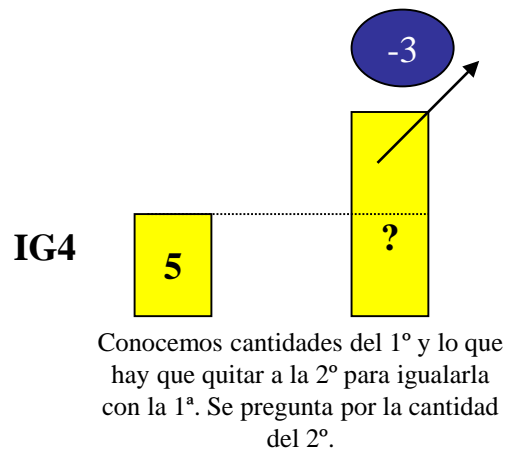 -3
IG4
5
?
Conocemos cantidades del 1º y lo que
hay que quitar a la 2º para igualarla
con la 1ª. Se pregunta por la cantidad
del 2º.